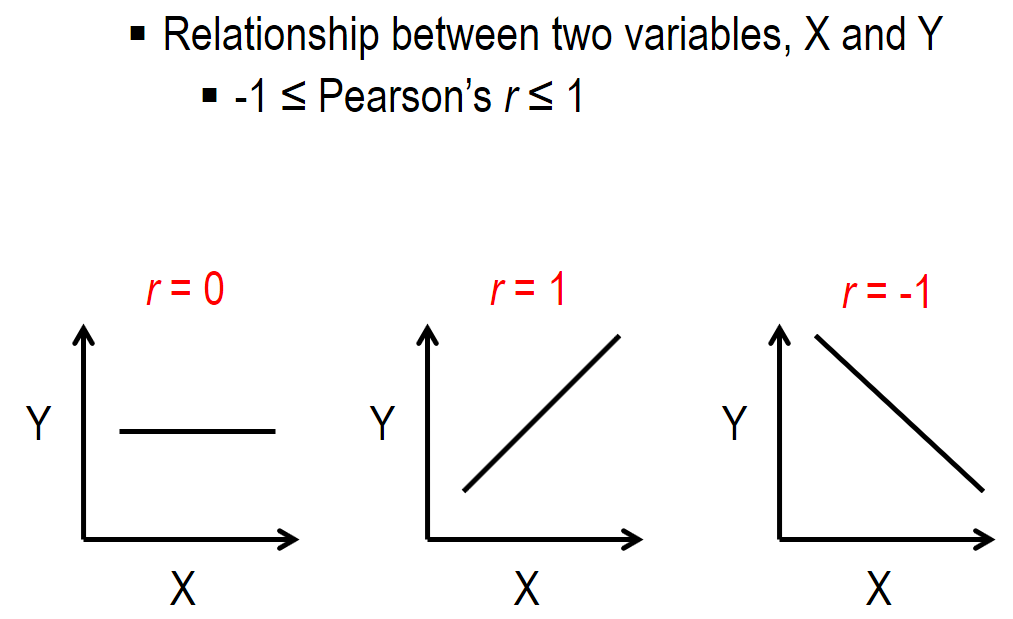 ▪ Relationship between two variables, X and Y
▪ -1 ≤ Pearson’s r ≤ 1
r = 0
r = 1
r = -1
Y
Y
Y
X
X
X